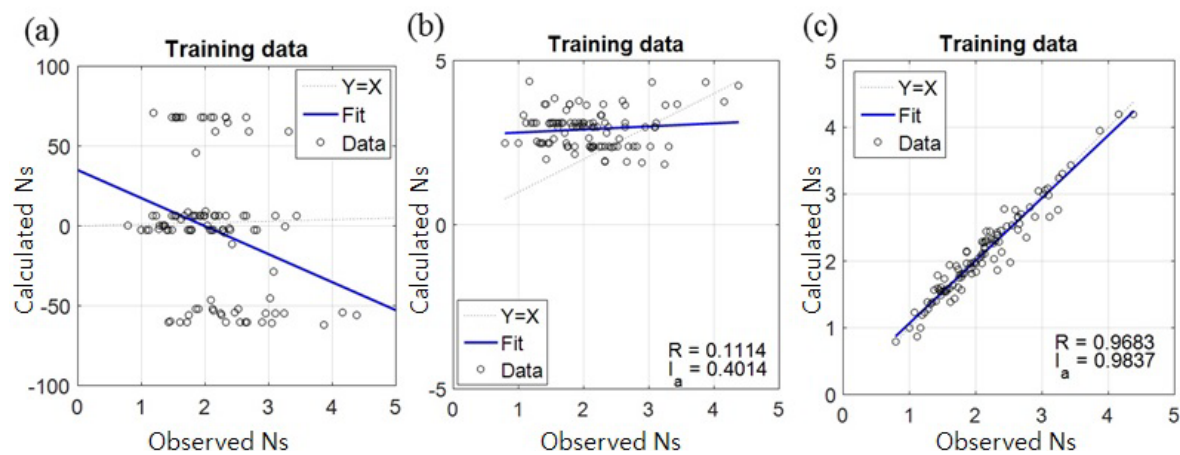 (a)
Training data
100
50
0
-50
-100
0 1 2 3 4 5
Calculated Ns
Observed Ns
Y=X
Fit
Data
(b)
Training data
5
0
-5
0 1 2 3 4 5
Calculated Ns
Observed Ns
Y=X
Fit
Data
R = 0.1114
I_a = 0.4014
(c)
Training data
5
4
3
2
1
0
0 1 2 3 4 5
Calculated Ns
Observed Ns
Y=X
Fit
Data
R = 0.9683
I_a = 0.9837